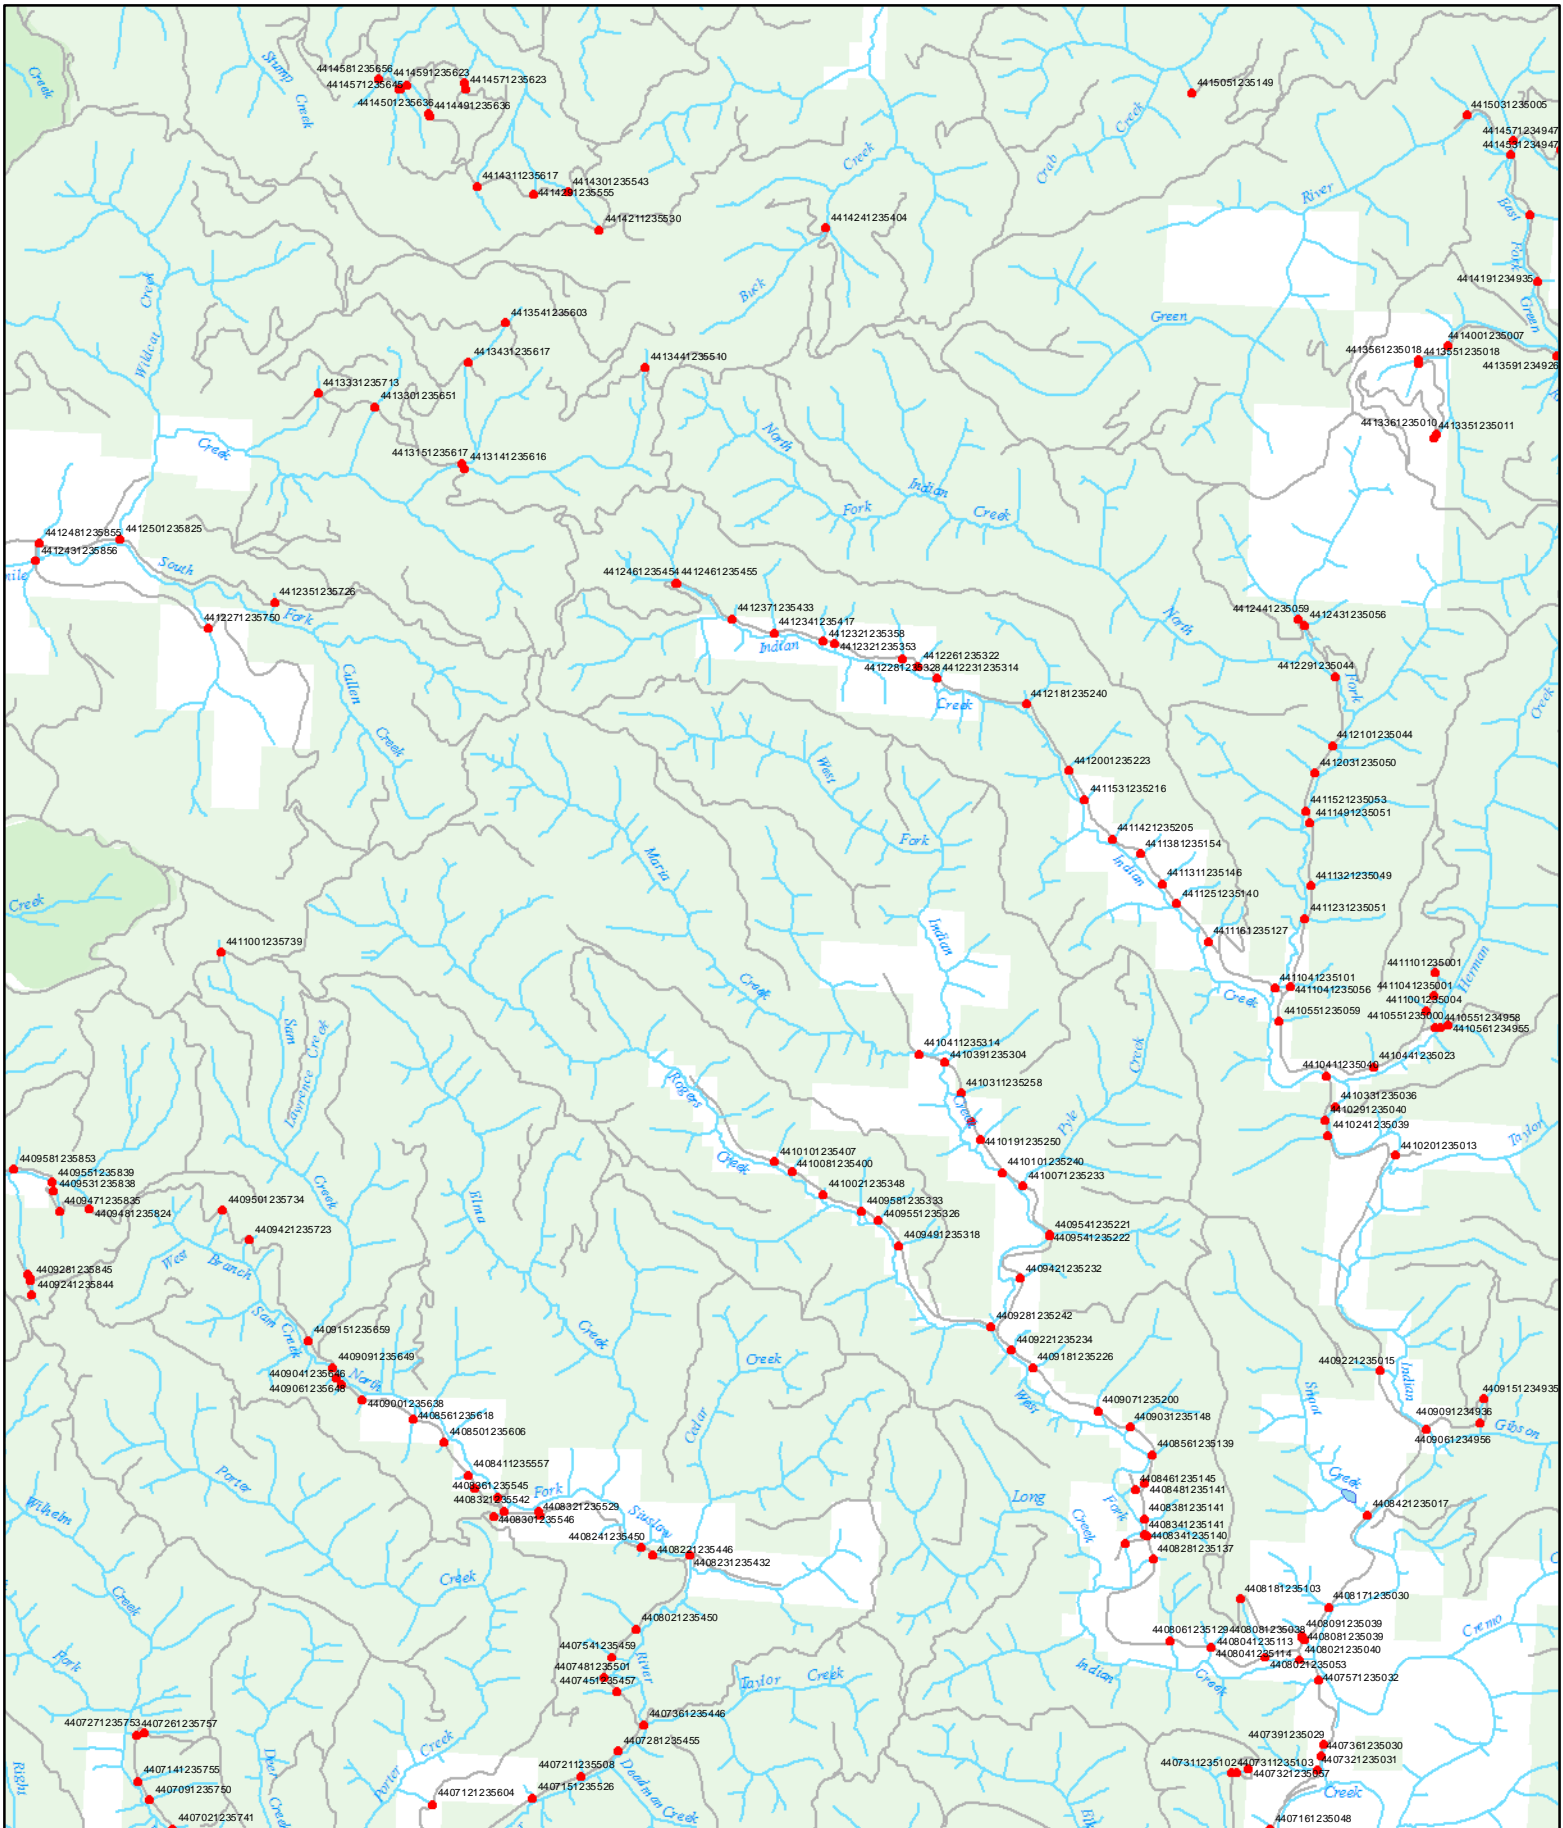 Creek
Stump
Creek
4414581235656
4414591235623
4414571235645
4414571235623
4414501235636
4414491235636
4415051235149
4415031235005
4414571234947
4414531234947
Creek
Crab
Creek
River
East
Fork
Green
4414311235617
4414301235543
4414291235555
4414211235530
4414241235404
4414191234935
Buck
Green
Wildcat
Creek
4413541235603
4413431235617
4413441235510
4414001235007
4413561235018
4413551235018
4413591234926
4413331235713
4413301235651
4413361235010
4413351235011
Creek
North
Fork
Indian
Creek
4413151235617
4413141235616
4412481235855
4412501235825
4412431235856
South
Fork
4412351235726
4412271235750
Cullen
Creek
4412461235454
4412461235455
4412371235433
4412341235417
4412321235358
4412321235353
Indian
4412261235322
4412281235328
4412231235314
Creek
4412181235240
4412441235059
4412431235056
North
4412291235044
Fork
Creek
4412101235044
4412031235050
4412001235223
4411531235216
4411521235053
4411491235051
West
Fork
4411421235205
4411381235154
Indian
4411311235146
4411251235140
4411321235049
4411231235051
4411161235127
Maria
Creek
Creek
Indian
4411001235739
4411041235101
4411041235056
Creek
4410551235059
4411101235001
4411041235001
4411001235004
4410551235000
4410551234958
4410561234955
Herman
Sam
Lawrence Creek
4410411235314
4410391235304
4410311235258
Creek
4410191235250
Pyle
Creek
4410411235049
4410441235023
4410331235036
4410291235040
4410241235039
4410201235013
Taylor
Rogers
Creek
4410101235407
4410081235400
4410021235348
4409581235333
4409551235326
4409491235318
4410101235240
4410071235233
4409541235221
4409541235222
4409421235232
4409281235242
4409221235234
4409181235226
4409581235853
4409551235839
4409531235838
4409471235835
4409481235824
4409501235734
4409421235723
Creek
Elma
Creek
4409281235845
4409241235844
West
Branch
Sam
Creek
4409151235659
4409091235649
4409041235646
4409061235648
North
4409001235638
4408561235618
4408501235606
4408411235557
4408361235545
4408321235542
4408301235546
4408321235529
Fork
Siuslaw
4408241235450
4408221235446
4408231235432
Cedar
Creek
West
4409071235200
4409031235148
4408561235139
4408461235145
4408481235141
4408381235141
4408341235141
4408341235140
4408281235137
Long
Creek
Fork
4409221235015
Indian
4409151234935
4409091234936
4409061234956
Gibson
Smoot
Creek
4408421235017
Porter
Creek
Wilhelm
Creek
Fork
4408021235450
4407541235459
4407481235501
4407451235457
River
Taylor
Creek
4407361235446
4407281235455
4407211235508
4407151235526
Deadman Creek
4407121235604
Porter
Creek
Deer
Creek
4407271235753
4407261235757
4407141235755
4407091235750
4407021235741
Right
4408181235103
4408171235030
4408061235129
4408081235038
4408091235039
4408081235039
4408041235113
4408041235114
4408021235040
4408021235053
4407571235032
Cremo
Indian
Creek
4407391235029
4407361235030
4407311235102
4407311235103
4407321235031
4407321235057
Creek
4407161235048
Elk